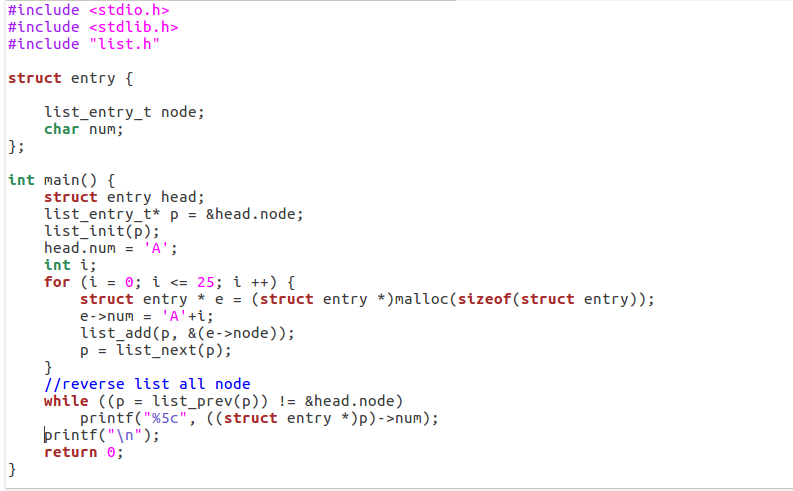 #include <stdio.h>
#include <stdlib.h>
#include "list.h"

struct entry {

    list_entry_t node;
    char num;
};

int main() {
    struct entry head;
    list_entry_t* p = &head.node;
    list_init(p);
    head.num = 'A';
    int i;
    for (i = 0; i <= 25; i ++) {
        struct entry * e = (struct entry *)malloc(sizeof(struct entry));
        e->num = 'A'+i;
        list_add(p, &(e->node));
        p = list_next(p);
    }
    //reverse list all node
    while ((p = list_prev(p)) != &head.node)
        printf("%5c", ((struct entry *)p)->num);
    printf("\n");
    return 0;
}